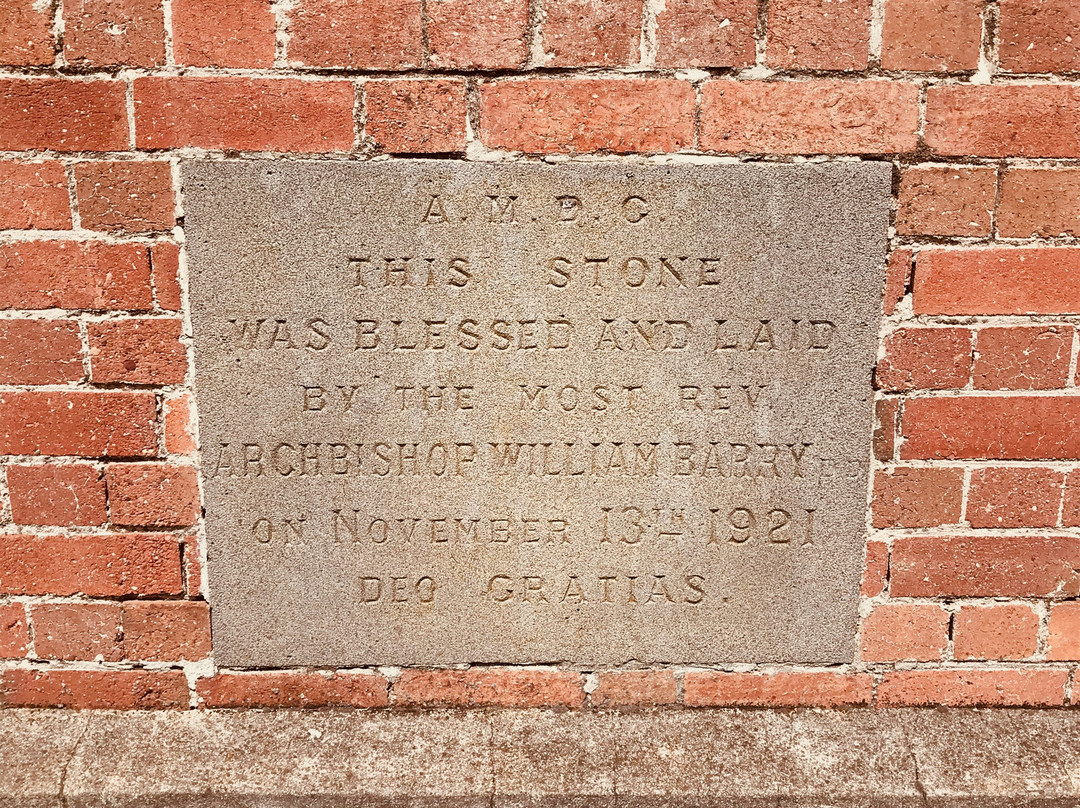 A.M.D.G.
THIS STONE
WAS BLESSED AND LAID
BY THE MOST REV.
ARCHBISHOP WILLIAM BARRY
ON NOVEMBER 13TH 1921
DEO GRATIAS.